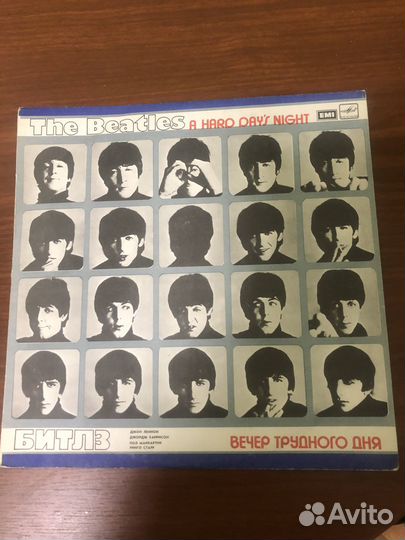 The Beatles A HARD DAY'S NIGHT EMI
БИТЛЗ
ДЖОН ЛЕННОН
ДЖОРДЖ ХАРРИСОН
ПОЛ МАККАРТНИ
РИНГО СТАРР
ВЕЧЕР ТРУДНОГО ДНЯ
Avito